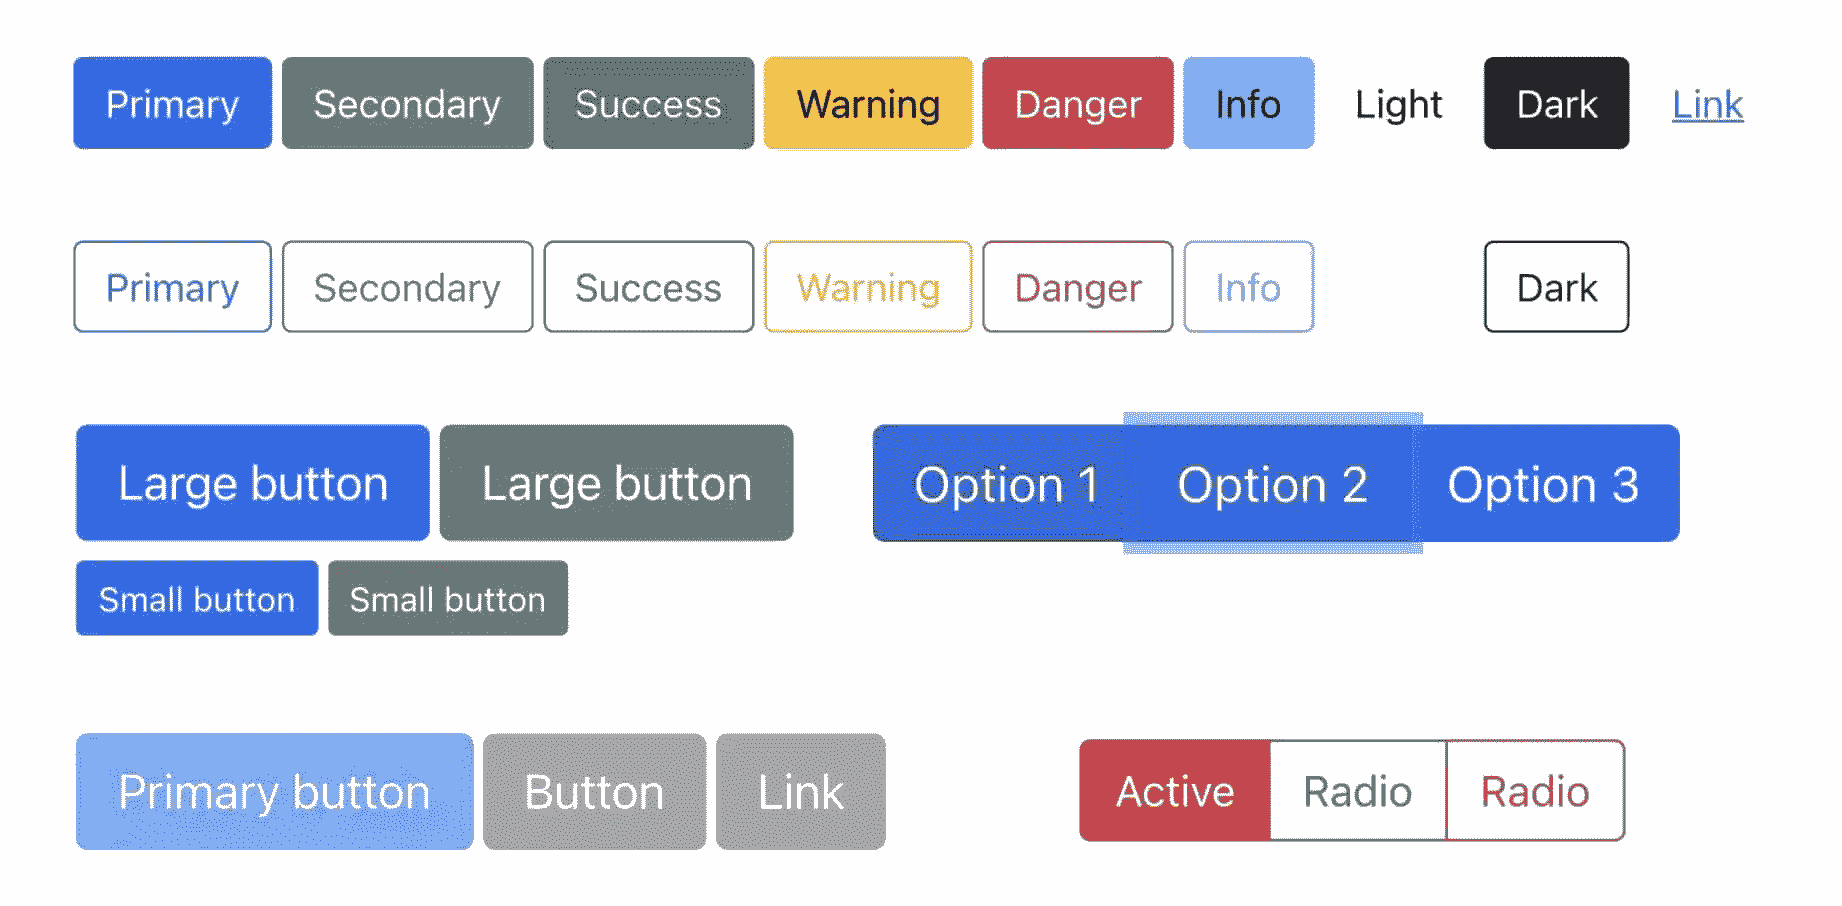 Primary Secondary Success Warning Danger Info Light Dark Link
Primary Secondary Success Warning Danger Info Dark
Large button Large button Option 1 Option 2 Option 3
Small button Small button
Primary button Button Link Active Radio Radio